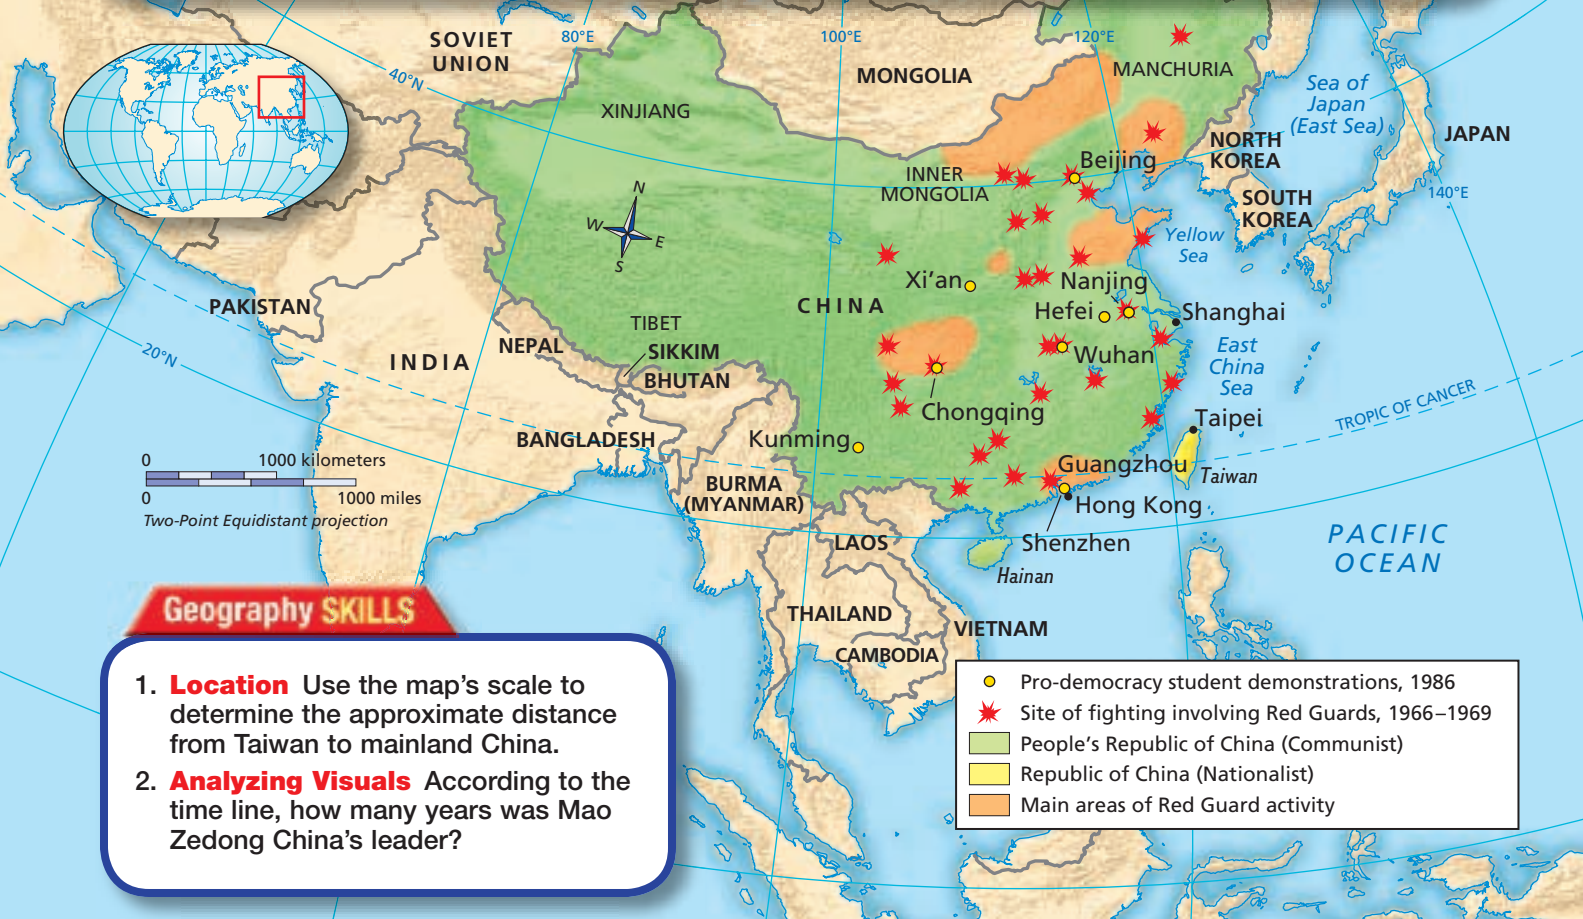 80°E
100°E
120°E
SOVIET
UNION
40°N
MONGOLIA
MANCHURIA
Sea of
Japan
(East Sea)
JAPAN
XINJIANG
NORTH
KOREA
Beijing
INNER
MONGOLIA
SOUTH
KOREA
140°E
N
W
E
S
Yellow
Sea
Xi'an
Nanjing
PAKISTAN
CHINA
Hefei
Shanghai
TIBET
20°N
INDIA
NEPAL
SIKKIM
BHUTAN
Wuhan
East
China
Sea
TROPIC OF CANCER
Chongqing
Taipei
Kunming
BANGLADESH
0
1000 kilometers
0
1000 miles
Two-Point Equidistant projection
Guangzhou
Taiwan
BURMA
(MYANMAR)
Hong Kong
PACIFIC
OCEAN
LAOS
Shenzhen
Hainan
THAILAND
VIETNAM
CAMBODIA
Geography SKILLS
1. Location Use the map's scale to
determine the approximate distance
from Taiwan to mainland China.
2. Analyzing Visuals According to the
time line, how many years was Mao
Zedong China's leader?
Pro-democracy student demonstrations, 1986
Site of fighting involving Red Guards, 1966–1969
People's Republic of China (Communist)
Republic of China (Nationalist)
Main areas of Red Guard activity